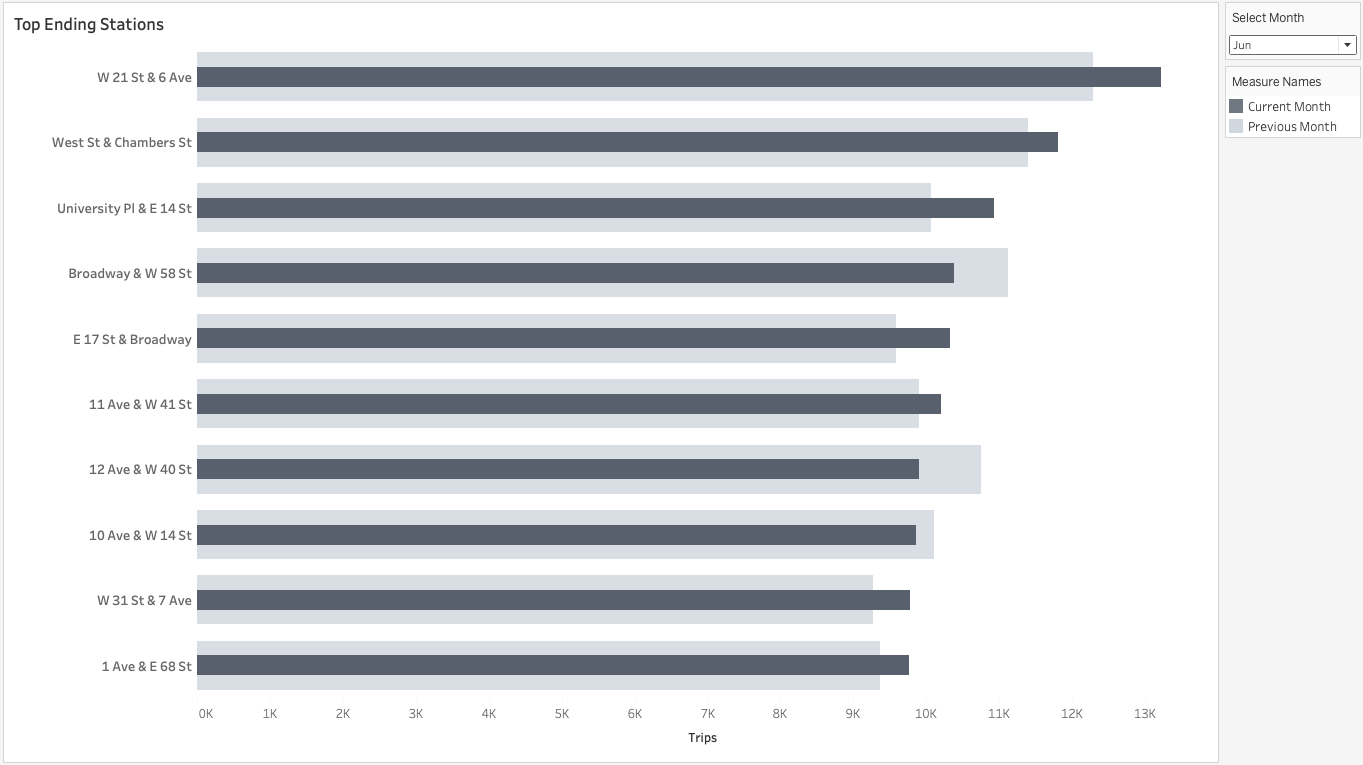 Top Ending Stations
W 21 St & 6 Ave
West St & Chambers St
University Pl & E 14 St
Broadway & W 58 St
E 17 St & Broadway
11 Ave & W 41 St
12 Ave & W 40 St
10 Ave & W 14 St
W 31 St & 7 Ave
1 Ave & E 68 St
0K 1K 2K 3K 4K 5K 6K 7K 8K 9K 10K 11K 12K 13K
Trips
Select Month
Jun
Measure Names
Current Month
Previous Month